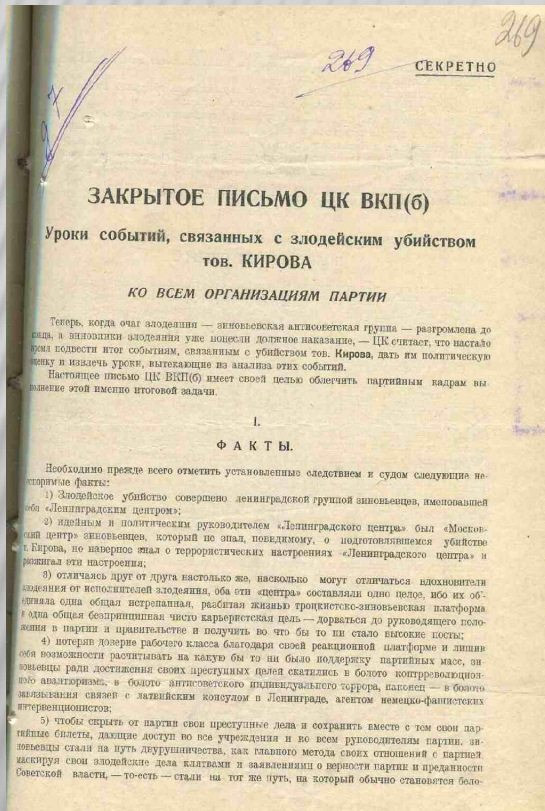 269
269
СЕКРЕТНО
ЗАКРЫТОЕ ПИСЬМО ЦК ВКП(б)
Уроки событий, связанных с злодейским убийством
тов. КИРОВА
КО ВСЕМ ОРГАНИЗАЦИЯМ ПАРТИИ
Теперь, когда очаг злодеяния — зиновьевская антисоветская группа — разгромлена до
конца, а виновники злодеяния уже понесли должное наказание, — ЦК считает, что настало
время подвести итог событиям, связанным с убийством тов. Кирова, дать им политическую
оценку и извлечь уроки, вытекающие из анализа этих событий.
Настоящее письмо ЦК ВКП(б) имеет своей целью облегчить партийным кадрам вы-
полнение этой именно итоговой задачи.
I.
ФАКТЫ.
Необходимо прежде всего отметить установленные следствием и судом следующие не-
оспоримые факты:
1) Злодейское убийство совершено ленинградской группой зиновьевцев, именовавшей
себя «Ленинградским центром»;
2) идейным и политическим руководителем «Ленинградского центра» был «Москов-
ский центр» зиновьевцев, который не знал, повидимому, о подготовлявшемся убийстве
т. Кирова, но наверное знал о террористических настроениях «Ленинградского центра» и
разжигал эти настроения;
3) отличаясь друг от друга настолько же, насколько могут отличаться вдохновители
злодеяния от исполнителей злодеяния, оба эти «центра» составляли одно целое, ибо их об'-
единяла одна общая истрепанная, разбитая жизнью троцкистско-зиновьевская платформа
и одна общая беспринципная чисто карьеристская цель — дорваться до руководящего поло-
жения в партии и правительстве и получить во что бы то ни стало высокие посты;
4) потеряв доверие рабочего класса благодаря своей реакционной платформе и лишив
себя возможности расчитывать на какую бы то ни было поддержку партийных масс, зи-
новьевцы ради достижения своих преступных целей скатились в болото контрреволюцион-
ного авантюризма, в болото антисоветского индивидуального террора, наконец — в болото
завязывания связей с латвийским консулом в Ленинграде, агентом немецко-фашистских
интервенционистов;
5) чтобы скрыть от партии свои преступные дела и сохранить вместе с тем свои пар-
тийные билеты, дающие доступ во все учреждения и ко всем руководителям партии, зи-
новьевцы стали на путь двурушничества, как главного метода своих отношений с партией
маскируя свои злодейские дела клятвами и заявлениями о верности партии и преданности
Советской власти, — то-есть — стали на тот же путь, на который обычно становятся бело-